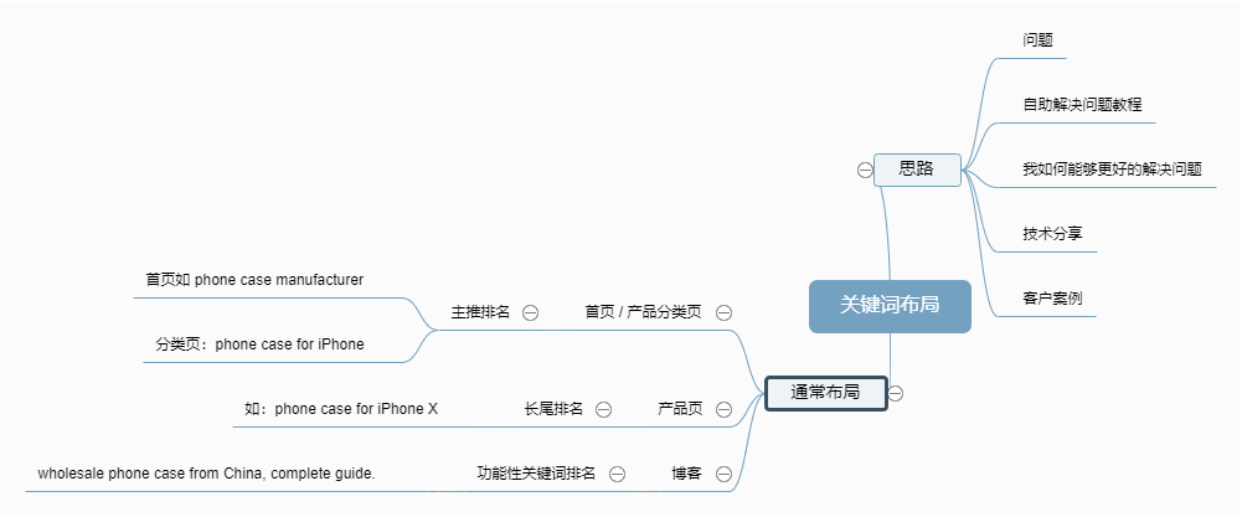 问题
自助解决问题教程
思路
我如何能够更好的解决问题
技术分享
客户案例
关键词布局
首页如 phone case manufacturer
主推排名
首页 / 产品分类页
分类页：phone case for iPhone
通常布局
如：phone case for iPhone X
长尾排名
产品页
wholesale phone case from China, complete guide.
功能性关键词排名
博客